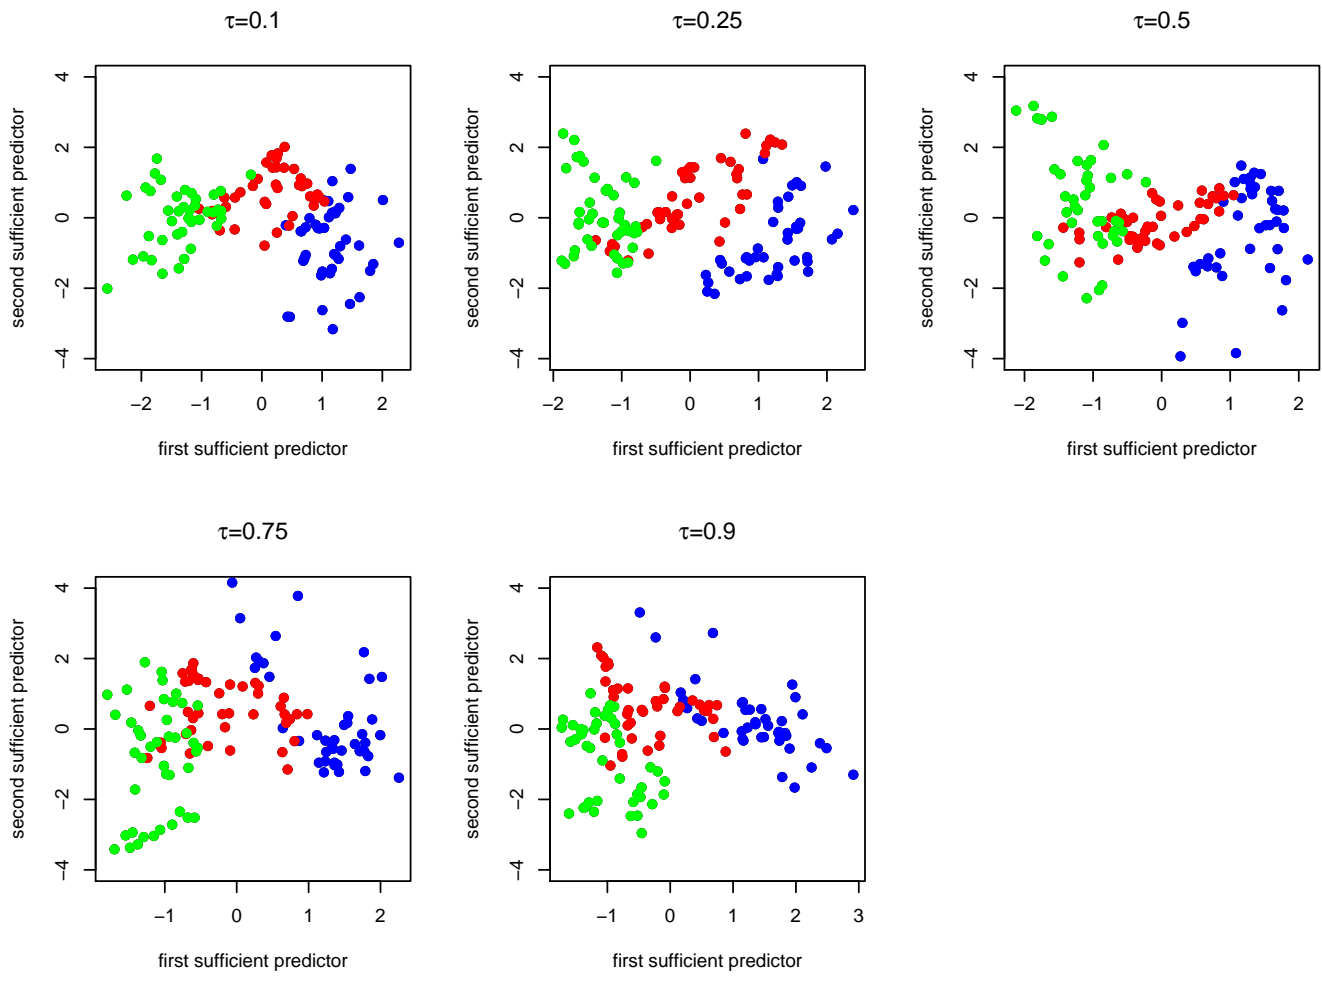 τ=0.1
4
2
0
−2
−4
second sufficient predictor
−2 −1 0 1 2
first sufficient predictor
τ=0.25
4
2
0
−2
−4
second sufficient predictor
−2 −1 0 1 2
first sufficient predictor
τ=0.5
4
2
0
−2
−4
second sufficient predictor
−2 −1 0 1 2
first sufficient predictor
τ=0.75
4
2
0
−2
−4
second sufficient predictor
−1 0 1 2
first sufficient predictor
τ=0.9
4
2
0
−2
−4
second sufficient predictor
−1 0 1 2 3
first sufficient predictor